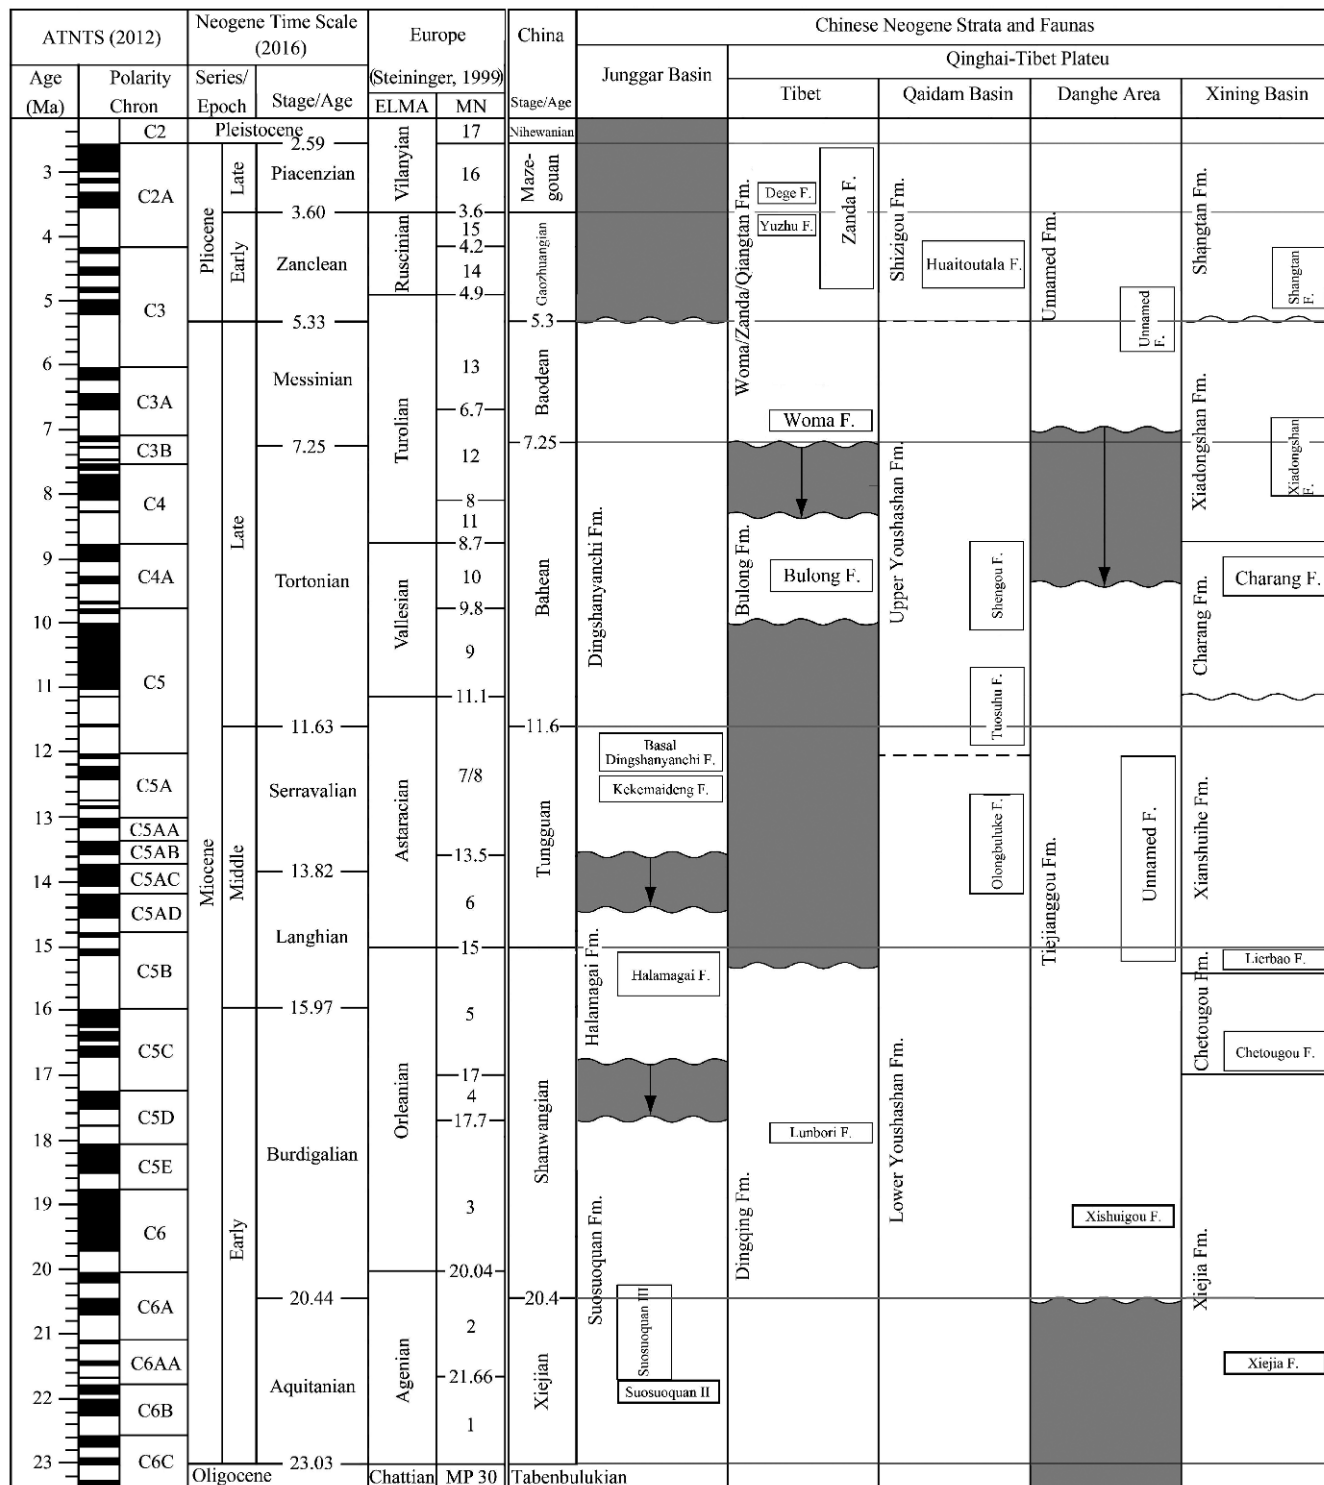 ATNTS (2012)
Neogene Time Scale
(2016)
Europe
(Steininger, 1999)
China
Chinese Neogene Strata and Faunas
Age
(Ma)
Polarity
Chron
Series/
Epoch
Stage/Age
ELMA
MN
Stage/Age
Junggar Basin
Qinghai-Tibet Plateu
Tibet
Qaidam Basin
Danghe Area
Xining Basin
3
4
5
6
7
8
9
10
11
12
13
14
15
16
17
18
19
20
21
22
23
C2
C2A
C3
C3A
C3B
C4
C4A
C5
C5A
C5AA
C5AB
C5AC
C5AD
C5B
C5C
C5D
C5E
C6
C6A
C6AA
C6B
C6C
Pleistocene
Pliocene
Miocene
Oligocene
Late
Early
Late
Middle
Early
2.59
Piacenzian
3.60
Zanclean
5.33
Messinian
7.25
Tortonian
11.63
Serravalian
13.82
Langhian
15.97
Burdigalian
20.44
Aquitanian
23.03
Vilanyian
Ruscinian
Turolian
Vallesian
Astaracian
Orleanian
Agenian
Chattian
17
16
3.6
15
4.2
14
4.9
13
6.7
12
8
11
8.7
10
9.8
9
11.1
7/8
13.5
6
15
5
17
4
17.7
3
20.04
2
21.66
1
MP 30
Nihewanian
Maze-
gouan
Gaozhuangian
5.3
Baodean
7.25
Bahean
11.6
Tungguan
Shanwangian
20.4
Xiejian
Tabenbulukian
Dingshanyanchi Fm.
Basal
Dingshanyanchi F.
Kekemaideng F.
Halamagai Fm.
Halamagai F.
Suosuoquan Fm.
Suosuoquan III
Suosuoquan II
Woma/Zanda/Qiangtan Fm.
Dege F.
Yuzhu F.
Zanda F.
Woma F.
Bulong Fm.
Bulong F.
Dingqing Fm.
Lunbori F.
Shizigou Fm.
Huaitoutala F.
Upper Youshashan Fm.
Shengou F.
Tuosuhu F.
Olongbuluke F.
Lower Youshashan Fm.
Unnamed Fm.
Unnamed
F.
Tiejianggou Fm.
Unnamed F.
Xishuigou F.
Shangtan Fm.
Shangtan
F.
Xiadongshan Fm.
Xiadongshan
F.
Charang Fm.
Charang F.
Xianshuihe Fm.
Chetougou Fm.
Lierbao F.
Chetougou F.
Xiejia Fm.
Xiejia F.